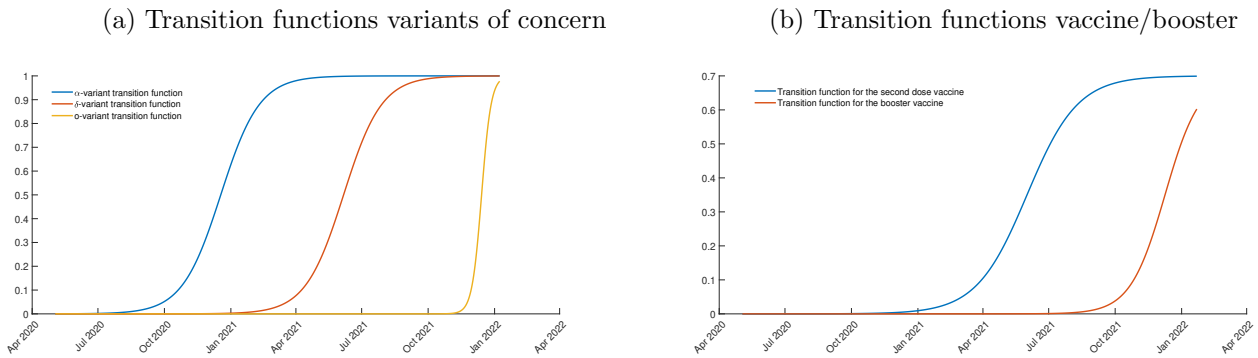 (a) Transition functions variants of concern
1
0.9
0.8
0.7
0.6
0.5
0.4
0.3
0.2
0.1
0
α-variant transition function
δ-variant transition function
o-variant transition function
Apr 2020
Jul 2020
Oct 2020
Jan 2021
Apr 2021
Jul 2021
Oct 2021
Jan 2022
Apr 2022
(b) Transition functions vaccine/booster
0.7
0.6
0.5
0.4
0.3
0.2
0.1
0
Transition function for the second dose vaccine
Transition function for the booster vaccine
Apr 2020
Jul 2020
Oct 2020
Jan 2021
Apr 2021
Jul 2021
Oct 2021
Jan 2022
Apr 2022